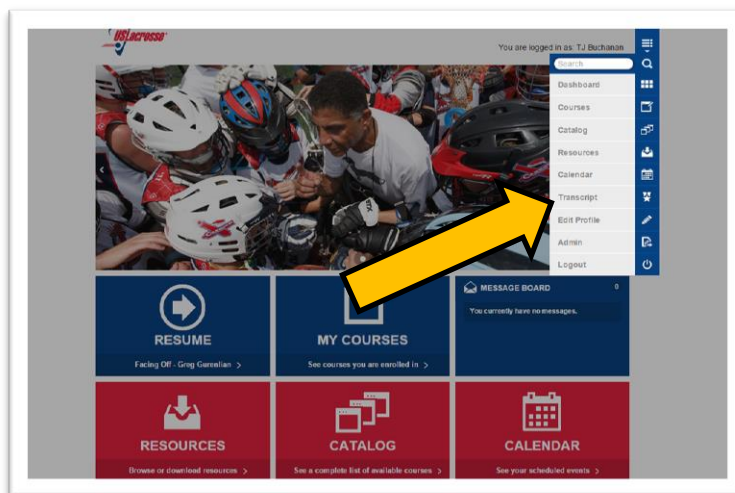 USLacrosse
You are logged in as: TJ Buchanan
Search
Dashboard
Courses
Catalog
Resources
Calendar
Transcript
Edit Profile
Admin
Logout
STX
RESUME
Facing Off - Greg Gurenlian >
MY COURSES
See courses you are enrolled in >
MESSAGE BOARD 0
You currently have no messages.
RESOURCES
Browse or download resources >
CATALOG
See a complete list of available courses >
CALENDAR
See your scheduled events >